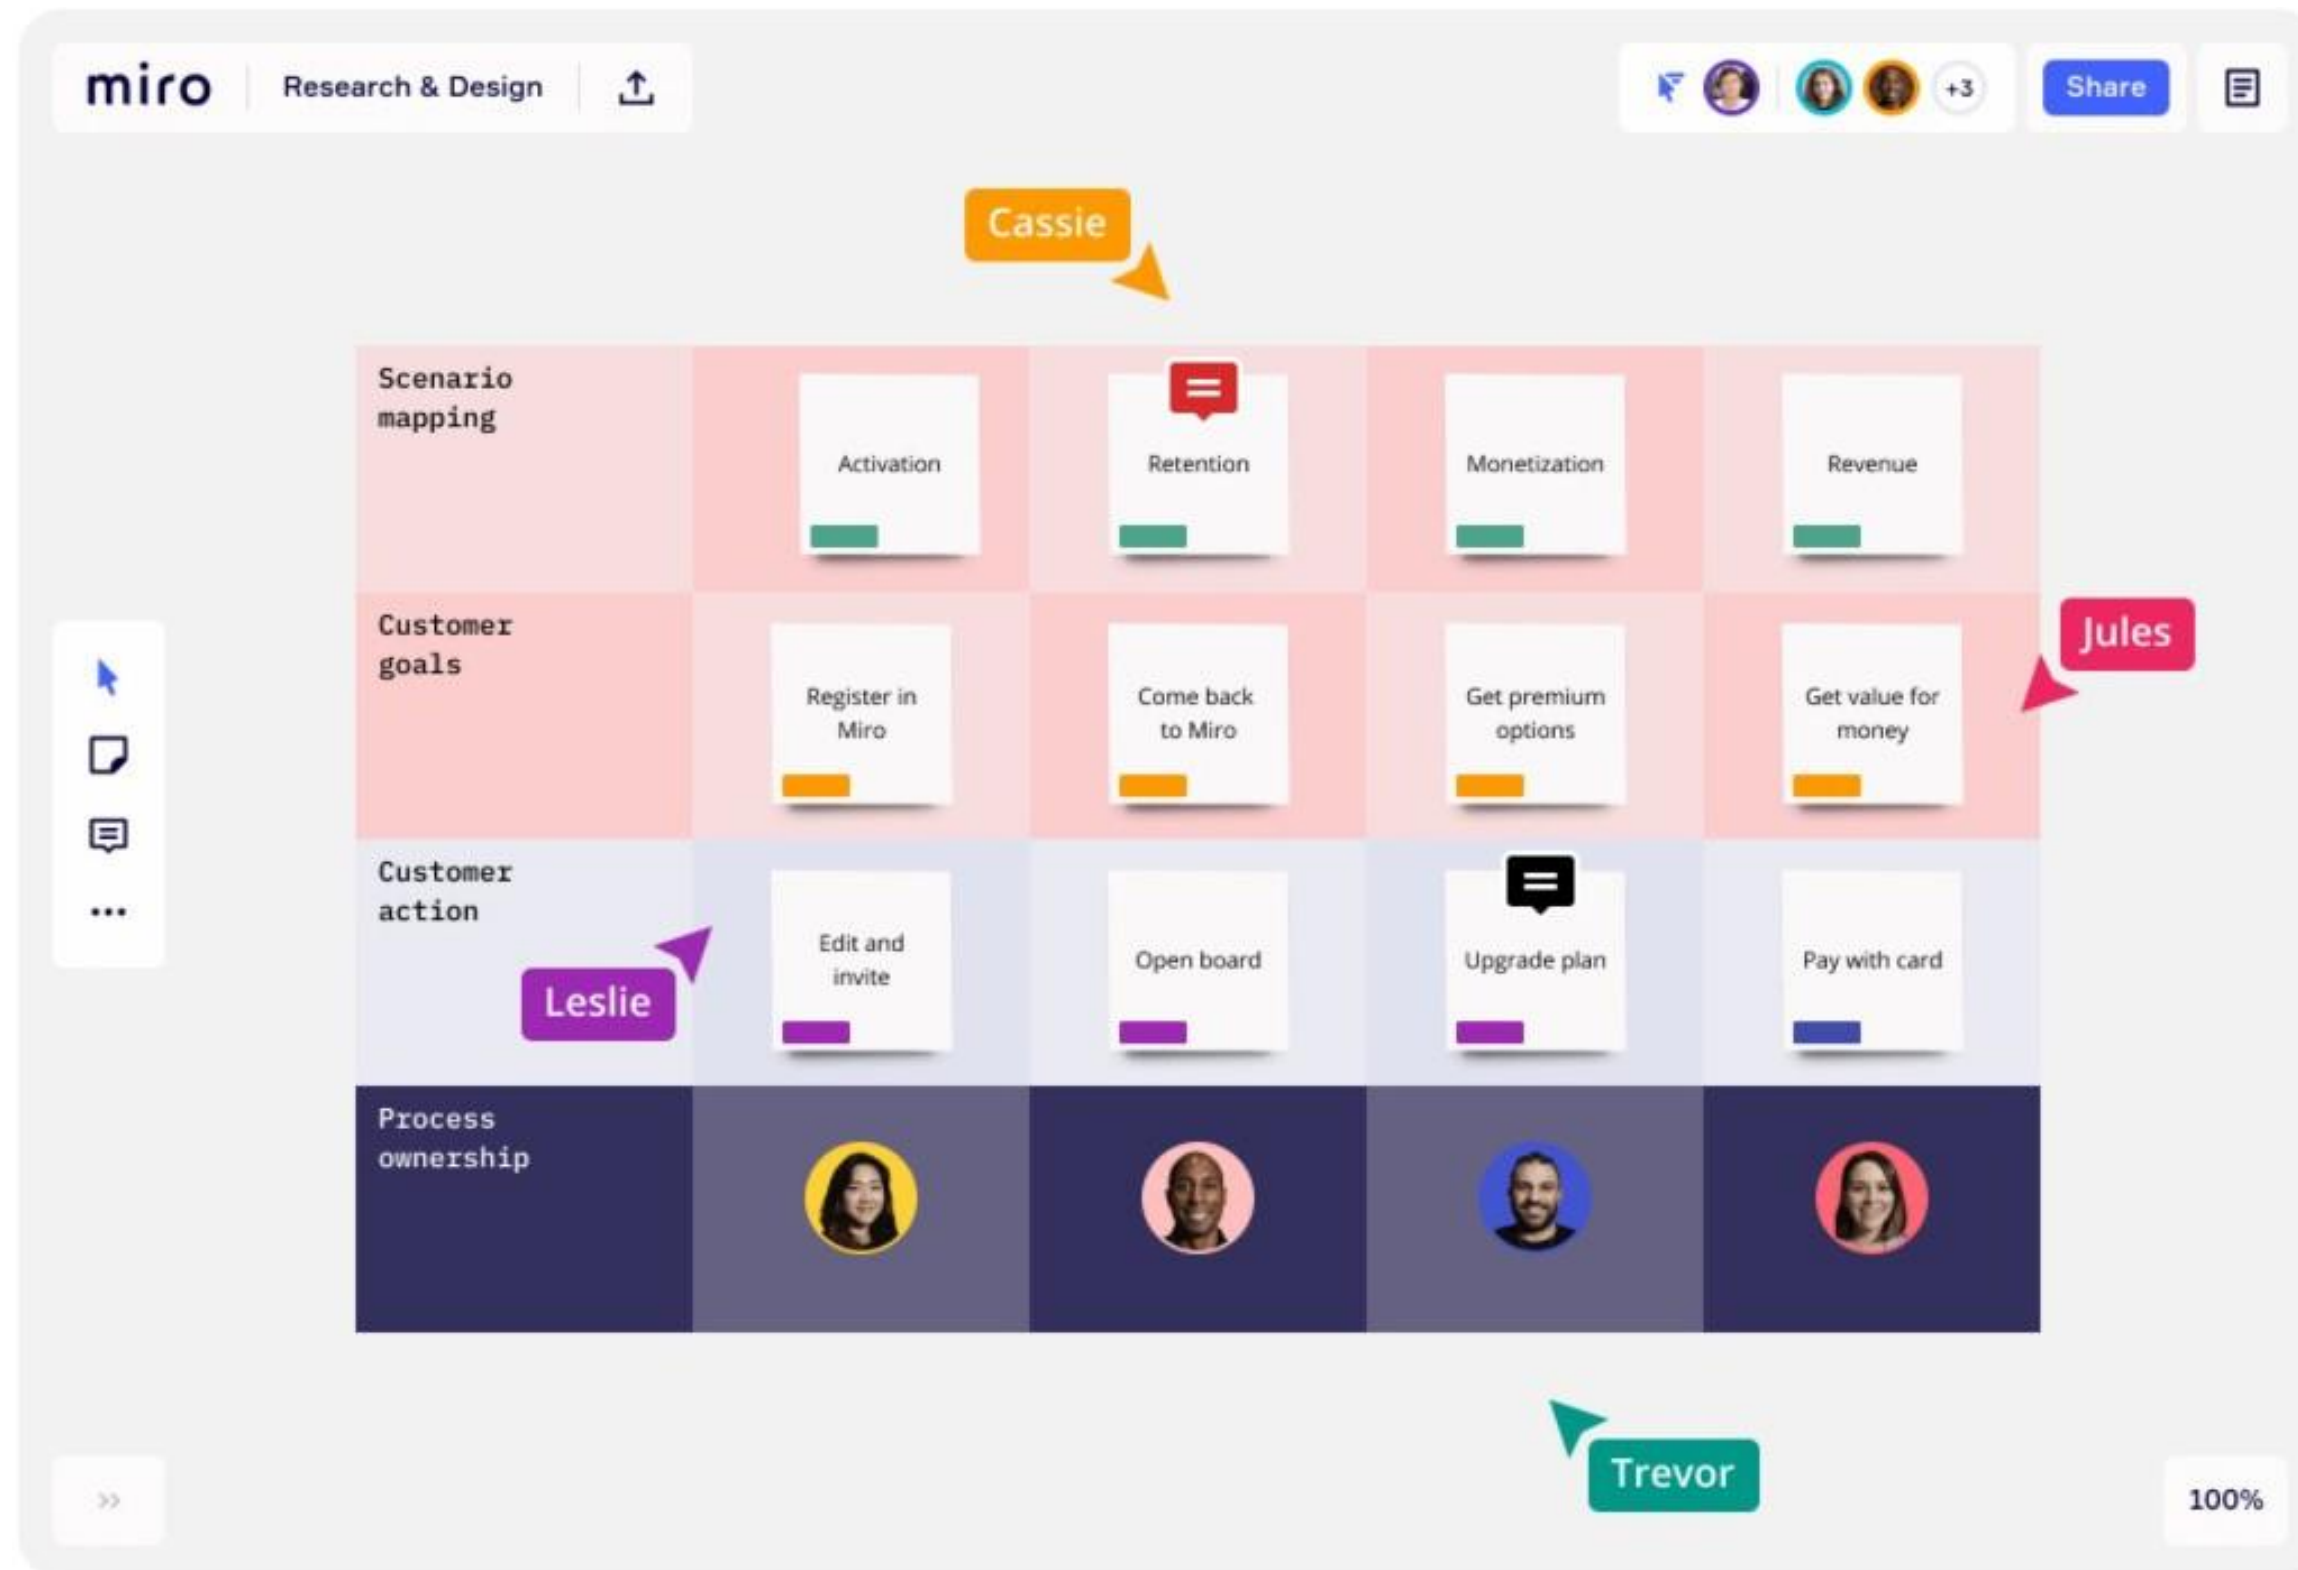 miro
Research & Design
+3
Share
Cassie
Scenario
mapping
Activation
Retention
Monetization
Revenue
Customer
goals
Register in
Miro
Come back
to Miro
Get premium
options
Get value for
money
Jules
Customer
action
Edit and
invite
Open board
Upgrade plan
Pay with card
Leslie
Process
ownership
Trevor
100%